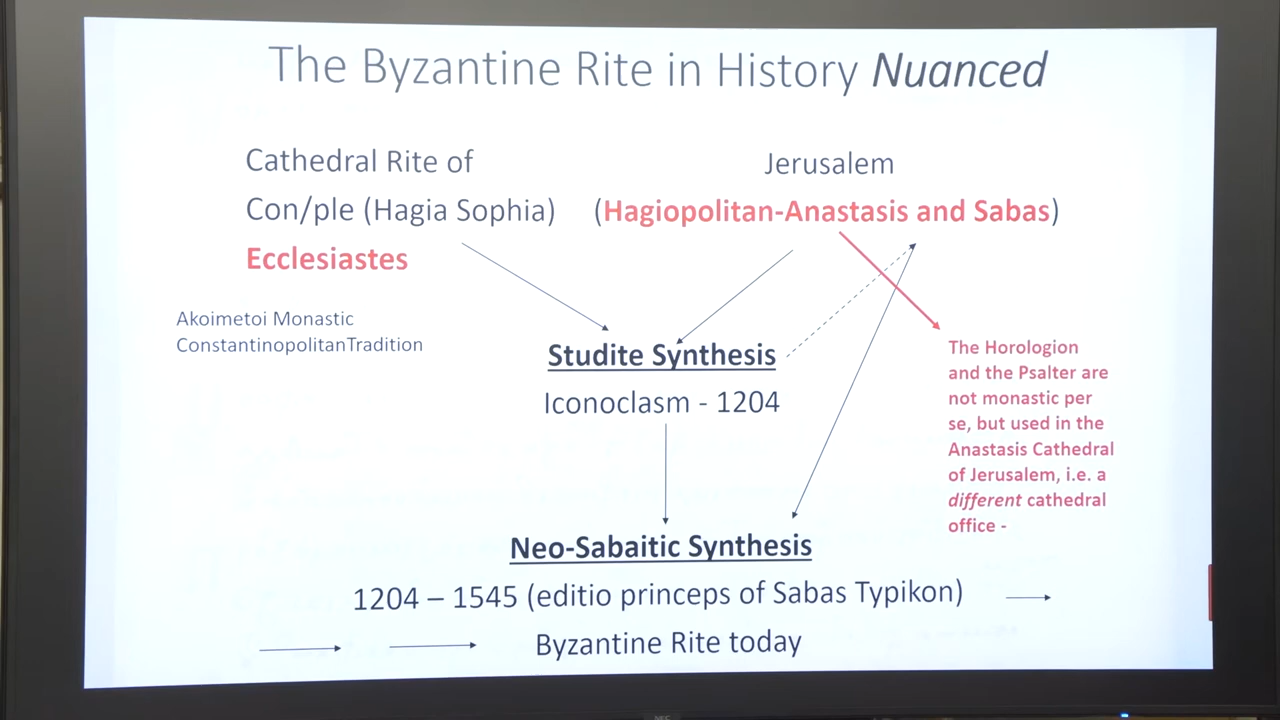 The Byzantine Rite in History Nuanced
Cathedral Rite of
Con/ple (Hagia Sophia)
Ecclesiastes
Jerusalem
(Hagiopolitan-Anastasis and Sabas)
Akoimetoi Monastic
ConstantinopolitanTradition
Studite Synthesis
Iconoclasm - 1204
The Horologion
and the Psalter are
not monastic per
se, but used in the
Anastasis Cathedral
of Jerusalem, i.e. a
different cathedral
office -
Neo-Sabaitic Synthesis
1204 – 1545 (editio princeps of Sabas Typikon)
Byzantine Rite today
NEC